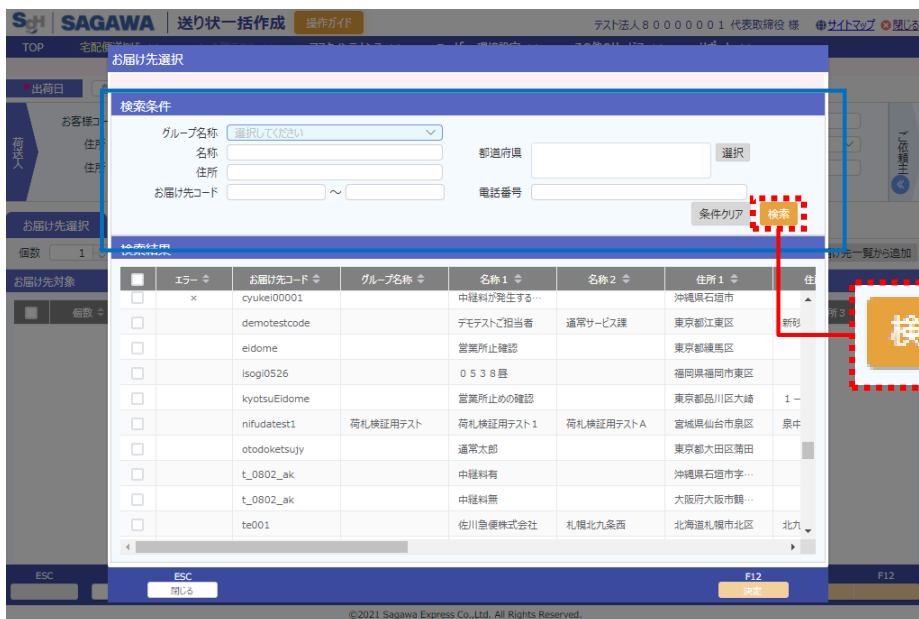 SGH SAGAWA 送り状一括作成 操作ガイド テスト法人80000001 代表取締役 様 サイトマップ 閉じる
TOP 宅配便
お届け先選択
*出荷日
検索条件
お客様コー
グループ名称 選択してください
荷送人
住所
名称
都道府県
選択
ご依頼主
住所
住所
お届け先コード ～
電話番号
条件クリア 検索
お届け先選択
検索結果
個数 1
け先一覧から追加
お届け先対象
エラー お届け先コード グループ名称 名称1 名称2 住所1 住
個数
所3
× cyukei00001 中継料が発生する… 沖縄県石垣市
demotestcode デモテストご担当者 通常サービス課 東京都江東区 新砂
eidome 営業所止確認 東京都練馬区
isogi0526 0538昼 福岡県福岡市東区
kyotsuEidome 営業所止めの確認 東京都品川区大崎 1－
nifudatest1 荷札検証用テスト 荷札検証用テスト1 荷札検証用テストA 宮城県仙台市泉区 泉中
otodoketsujy 通常太郎 東京都大田区蒲田
t_0802_ak 中継料有 沖縄県石垣市字…
t_0802_ak 中継料無 大阪府大阪市鶴…
te001 佐川急便株式会社 札幌北九条西 北海道札幌市北区 北九
検
ESC ESC F12 F12
閉じる 決定
©2021 Sagawa Express Co.,Ltd. All Rights Reserved.